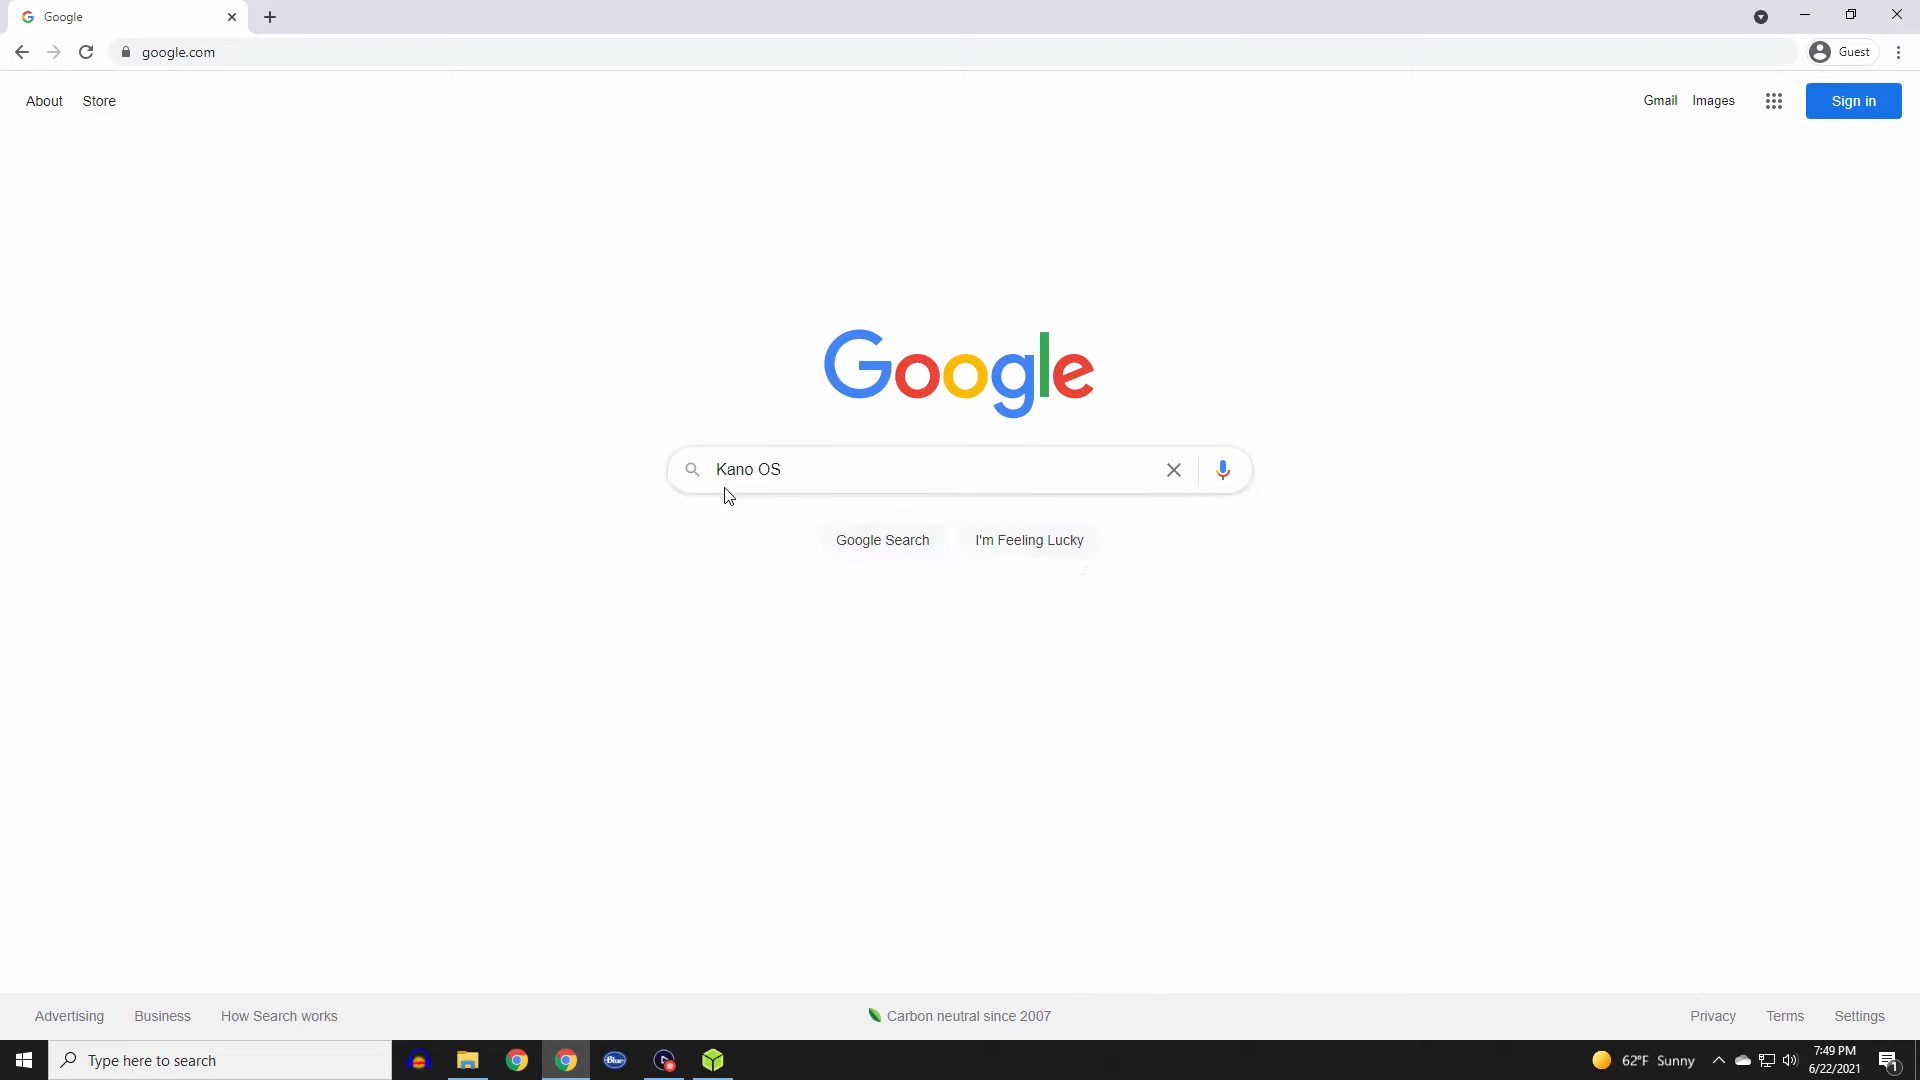 Google
google.com
Guest
About Store
Gmail Images
Sign in
Google
Kano OS
Google Search I'm Feeling Lucky
Advertising Business How Search works
Carbon neutral since 2007
Privacy Terms Settings
Type here to search
Blue
62°F Sunny
7:49 PM
6/22/2021
1